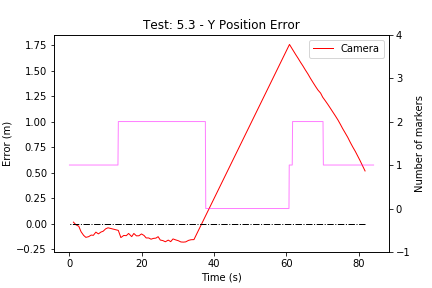 Test: 5.3 - Y Position Error
Camera
Error (m)
1.75
1.50
1.25
1.00
0.75
0.50
0.25
0.00
−0.25
4
3
2
1
0
−1
Number of markers
0 20 40 60 80
Time (s)